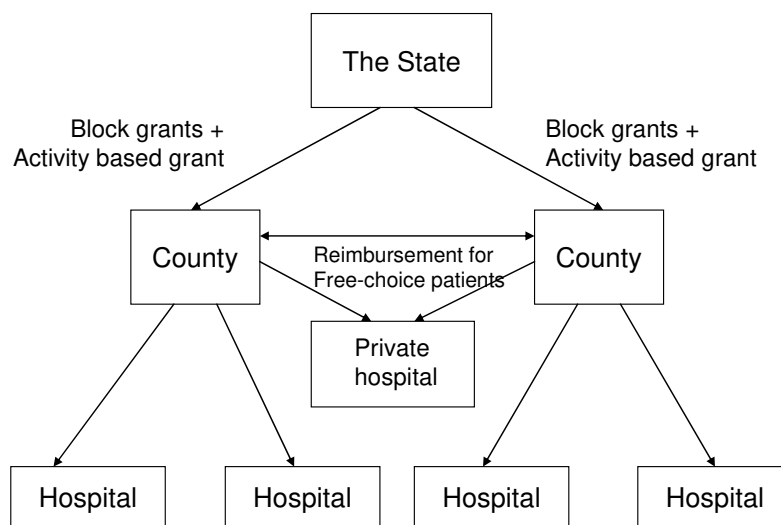 The State
Block grants +
Activity based grant
Block grants +
Activity based grant
County
Reimbursement for
Free-choice patients
County
Private
hospital
Hospital
Hospital
Hospital
Hospital